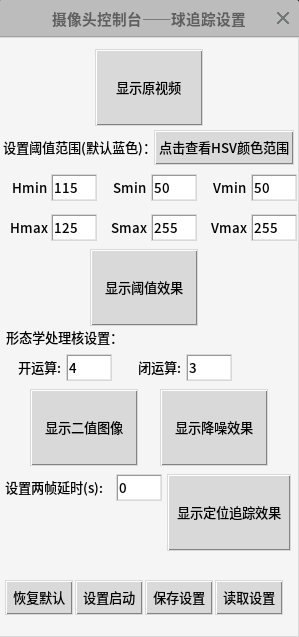 摄像头控制台——球追踪设置
显示原视频
设置阈值范围(默认蓝色): 点击查看HSV颜色范围
Hmin 115 Smin 50 Vmin 50
Hmax 125 Smax 255 Vmax 255
显示阈值效果
形态学处理核设置:
开运算: 4 闭运算: 3
显示二值图像 显示降噪效果
设置两帧延时(s): 0 显示定位追踪效果
恢复默认 设置启动 保存设置 读取设置